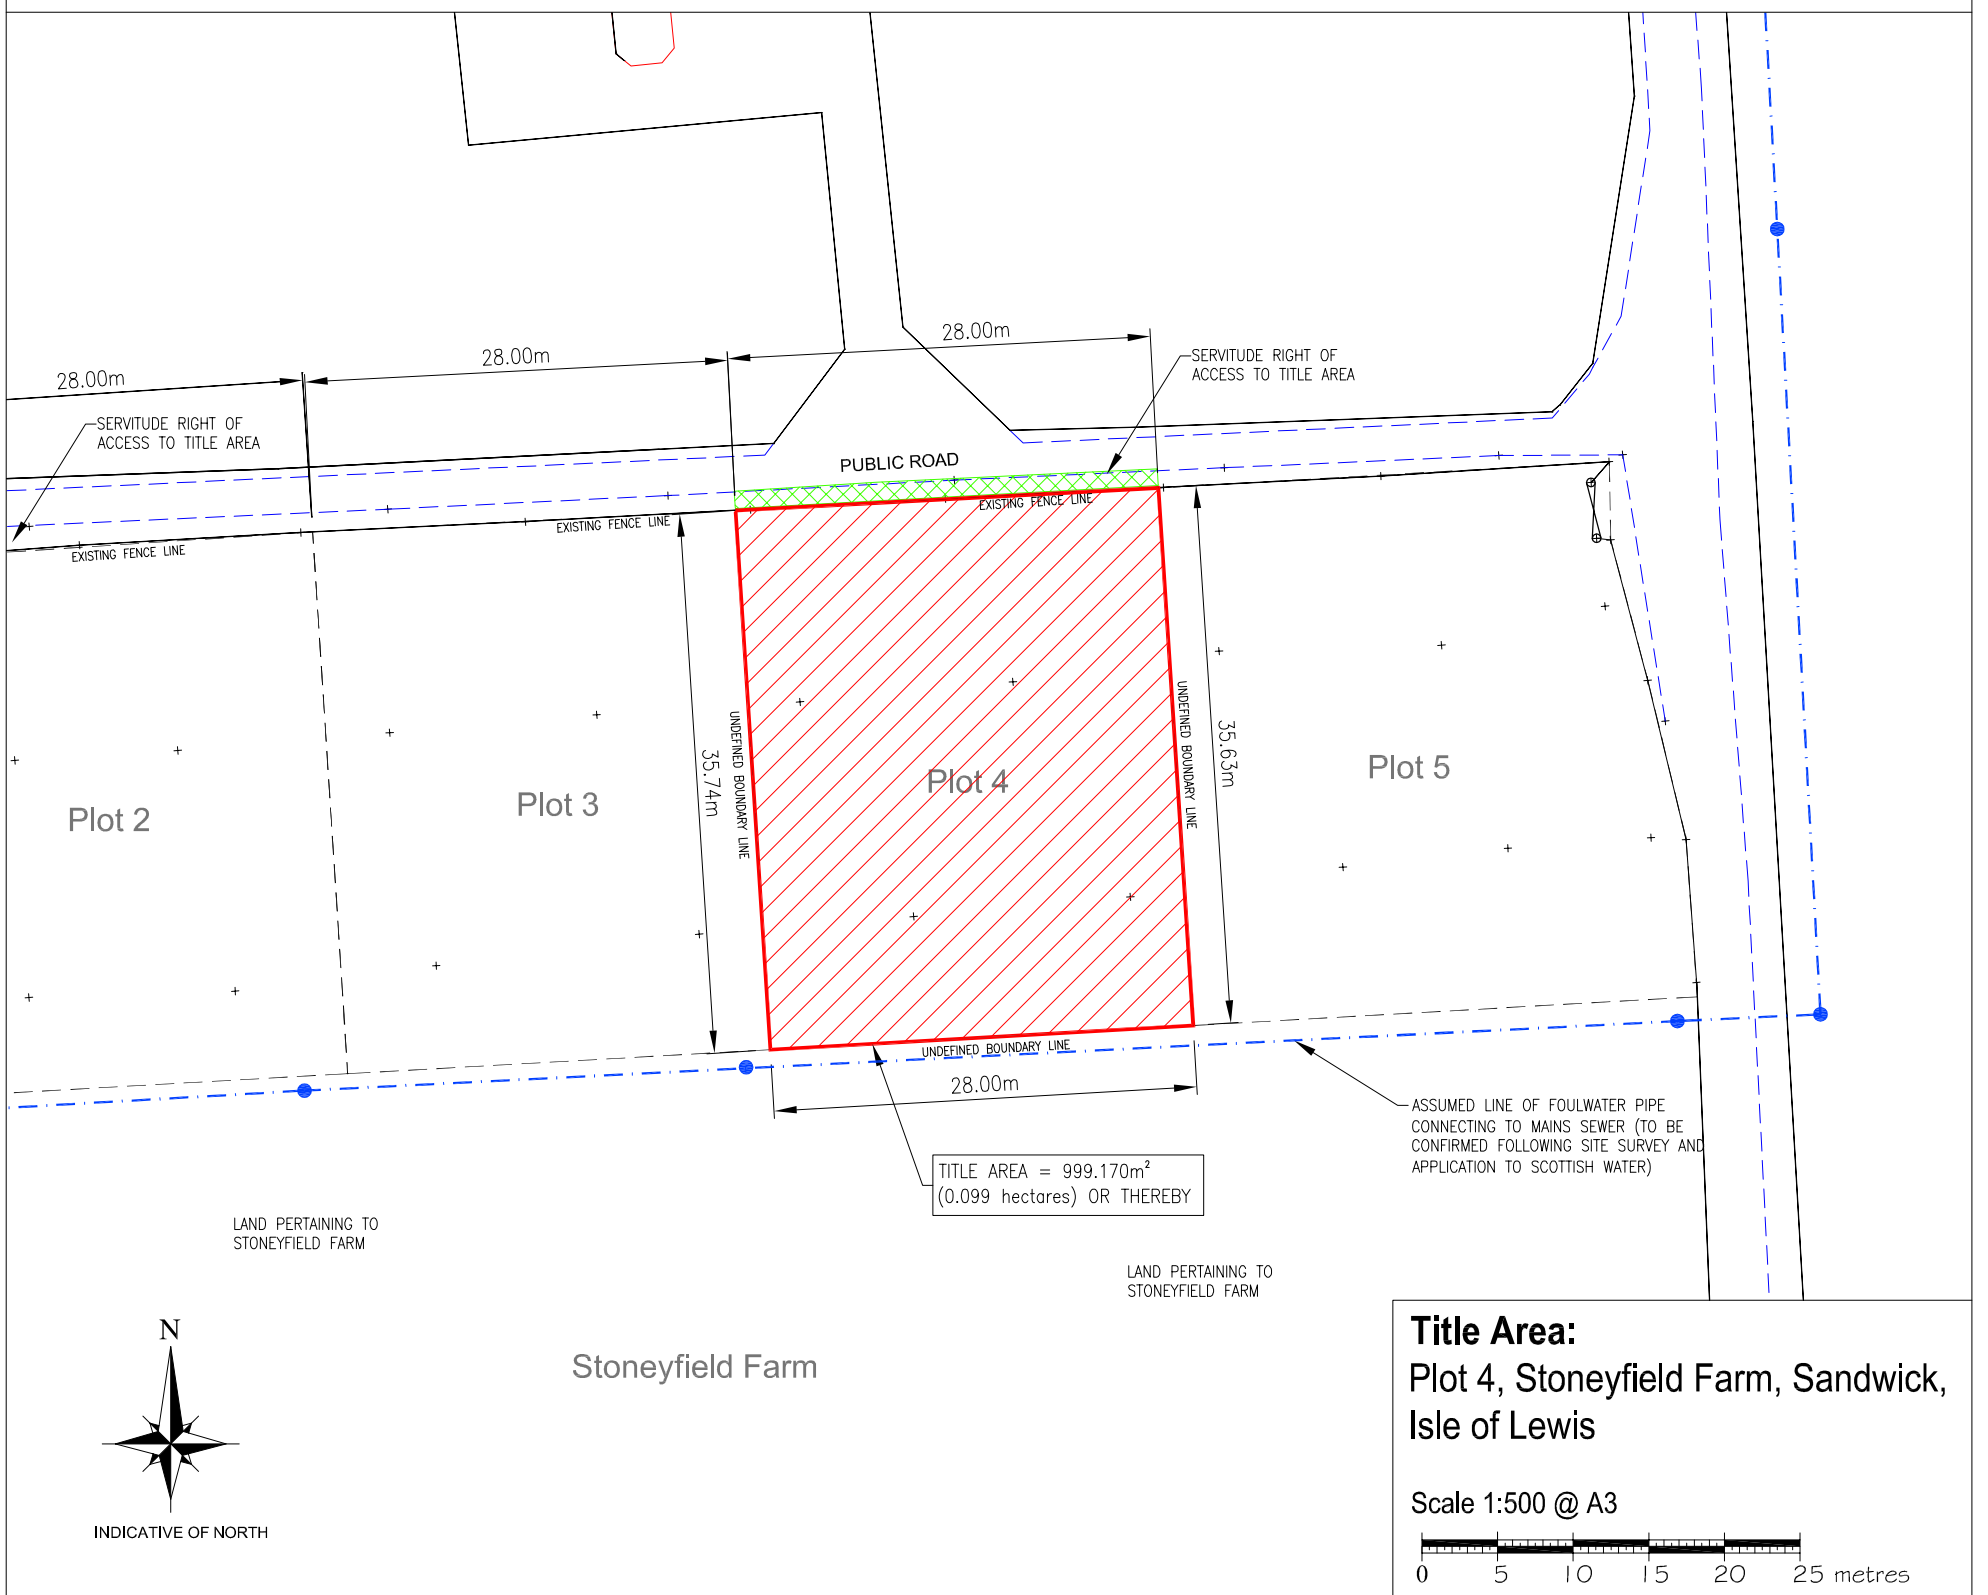 28.00m
28.00m
28.00m
SERVITUDE RIGHT OF
ACCESS TO TITLE AREA
SERVITUDE RIGHT OF
ACCESS TO TITLE AREA
PUBLIC ROAD
EXISTING FENCE LINE
EXISTING FENCE LINE
EXISTING FENCE LINE
UNDEFINED BOUNDARY LINE
35.74m
UNDEFINED BOUNDARY LINE
35.63m
Plot 2
Plot 3
Plot 4
Plot 5
UNDEFINED BOUNDARY LINE
28.00m
ASSUMED LINE OF FOULWATER PIPE
CONNECTING TO MAINS SEWER (TO BE
CONFIRMED FOLLOWING SITE SURVEY AND
APPLICATION TO SCOTTISH WATER)
TITLE AREA = 999.170m²
(0.099 hectares) OR THEREBY
LAND PERTAINING TO
STONEYFIELD FARM
LAND PERTAINING TO
STONEYFIELD FARM
Stoneyfield Farm
N
INDICATIVE OF NORTH
Title Area:
Plot 4, Stoneyfield Farm, Sandwick,
Isle of Lewis
Scale 1:500 @ A3
0 5 10 15 20 25 metres